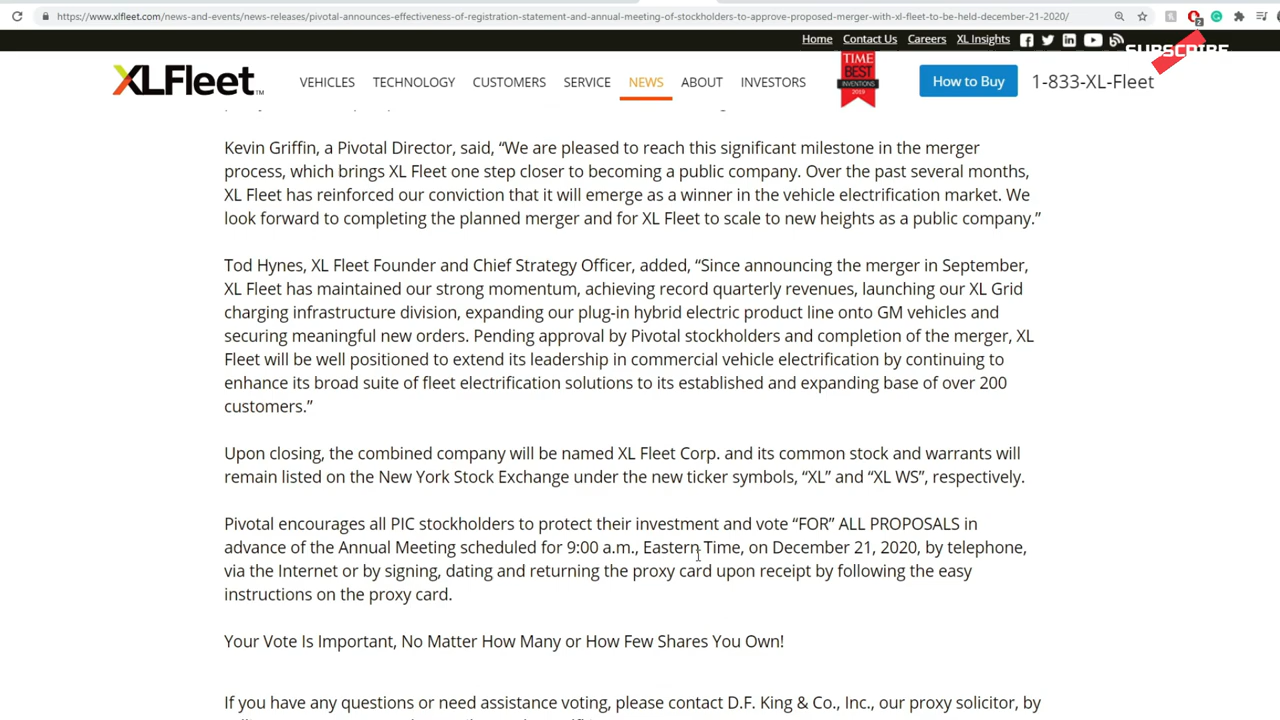 https://www.xlfleet.com/news-and-events/news-releases/pivotal-announces-effectiveness-of-registration-statement-and-annual-meeting-of-stockholders-to-approve-proposed-merger-with-xl-fleet-to-be-held-december-21-2020/
2
Home Contact Us Careers XL Insights
SUBSCRIBE
XLFleet™ VEHICLES TECHNOLOGY CUSTOMERS SERVICE NEWS ABOUT INVESTORS TIME BEST INVENTIONS 2019 How to Buy 1-833-XL-Fleet
Kevin Griffin, a Pivotal Director, said, “We are pleased to reach this significant milestone in the merger
process, which brings XL Fleet one step closer to becoming a public company. Over the past several months,
XL Fleet has reinforced our conviction that it will emerge as a winner in the vehicle electrification market. We
look forward to completing the planned merger and for XL Fleet to scale to new heights as a public company.”
Tod Hynes, XL Fleet Founder and Chief Strategy Officer, added, “Since announcing the merger in September,
XL Fleet has maintained our strong momentum, achieving record quarterly revenues, launching our XL Grid
charging infrastructure division, expanding our plug-in hybrid electric product line onto GM vehicles and
securing meaningful new orders. Pending approval by Pivotal stockholders and completion of the merger, XL
Fleet will be well positioned to extend its leadership in commercial vehicle electrification by continuing to
enhance its broad suite of fleet electrification solutions to its established and expanding base of over 200
customers.”
Upon closing, the combined company will be named XL Fleet Corp. and its common stock and warrants will
remain listed on the New York Stock Exchange under the new ticker symbols, “XL” and “XL WS”, respectively.
Pivotal encourages all PIC stockholders to protect their investment and vote “FOR” ALL PROPOSALS in
advance of the Annual Meeting scheduled for 9:00 a.m., Eastern Time, on December 21, 2020, by telephone,
via the Internet or by signing, dating and returning the proxy card upon receipt by following the easy
instructions on the proxy card.
Your Vote Is Important, No Matter How Many or How Few Shares You Own!
If you have any questions or need assistance voting, please contact D.F. King & Co., Inc., our proxy solicitor, by